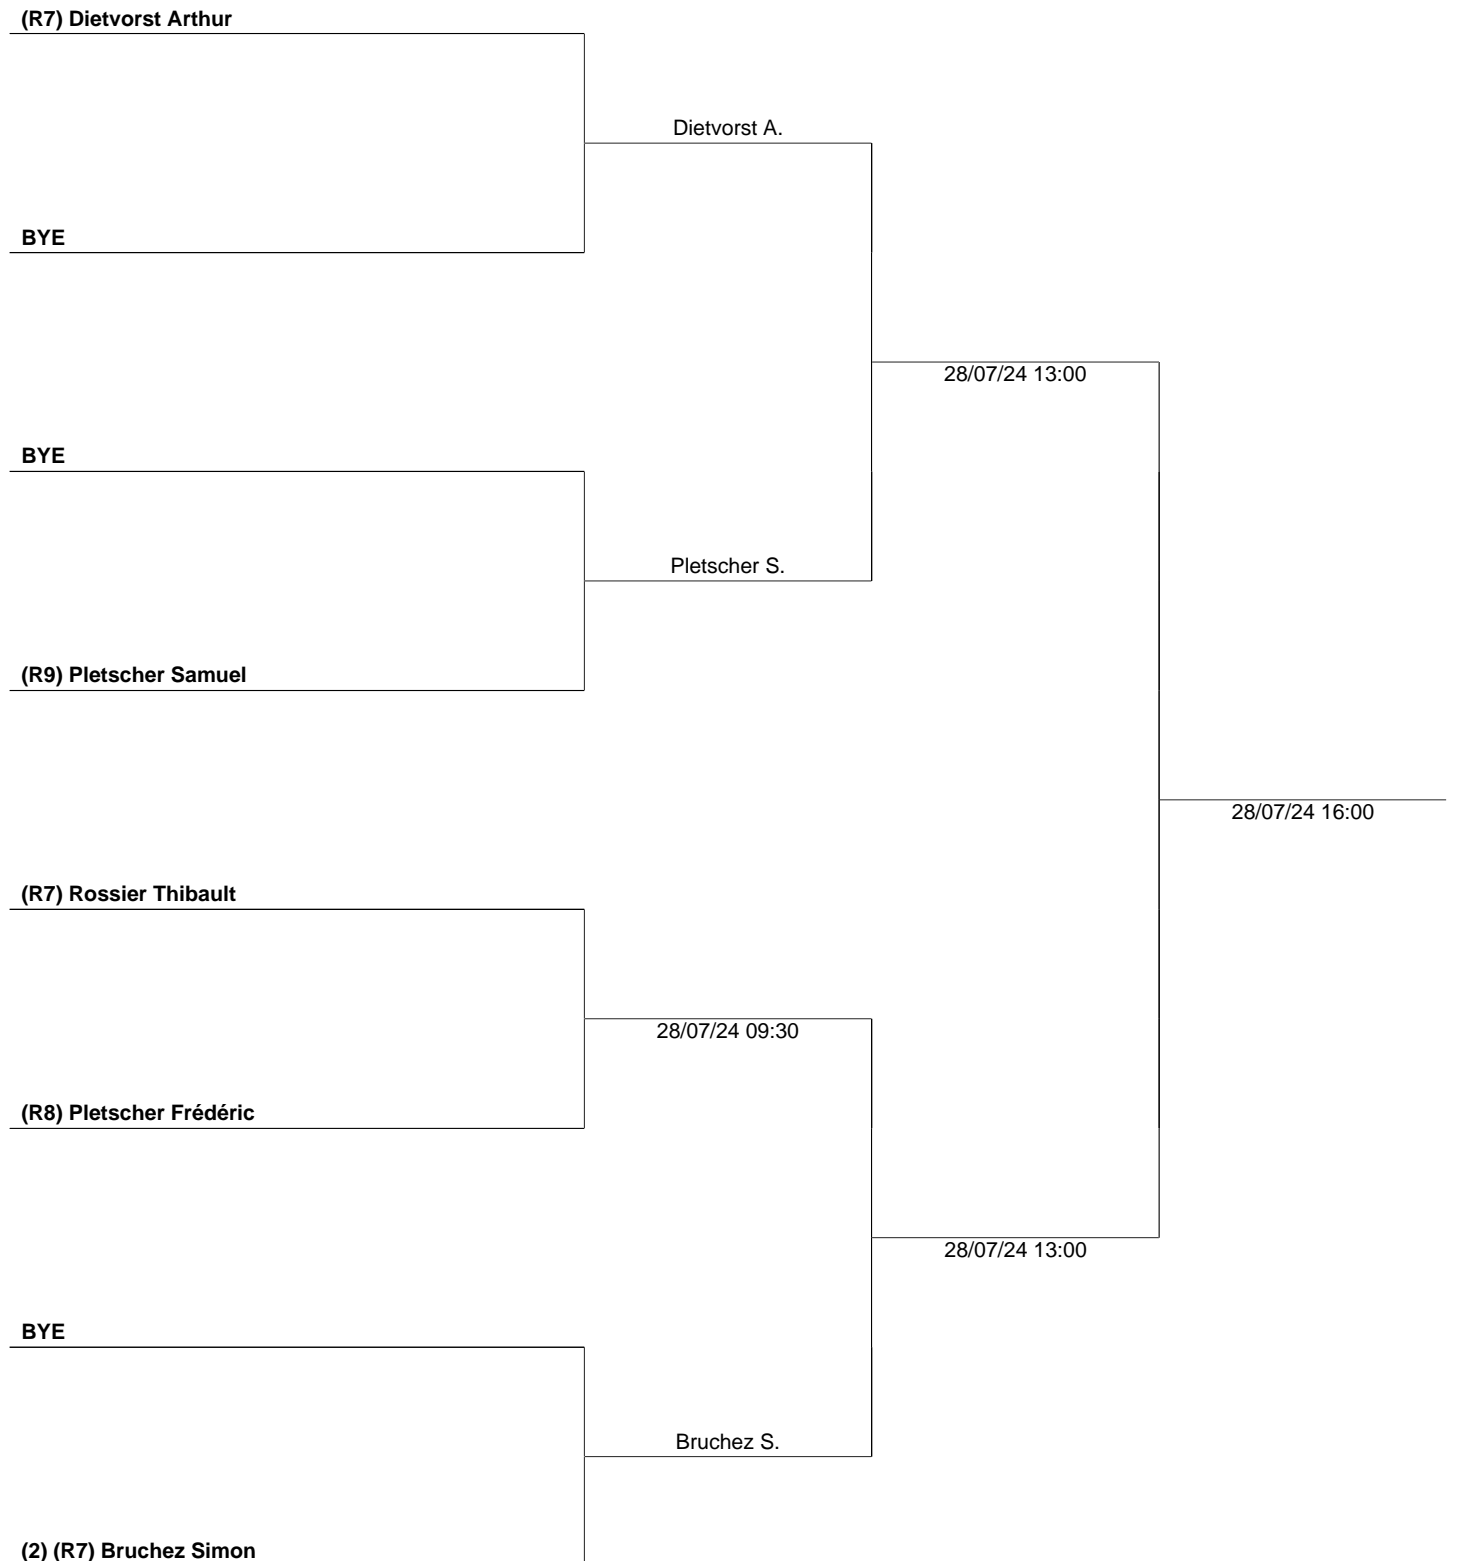 (R7) Dietvorst Arthur
Dietvorst A.
BYE
28/07/24 13:00
BYE
Pletscher S.
(R9) Pletscher Samuel
28/07/24 16:00
(R7) Rossier Thibault
28/07/24 09:30
(R8) Pletscher Frédéric
28/07/24 13:00
BYE
Bruchez S.
(2) (R7) Bruchez Simon